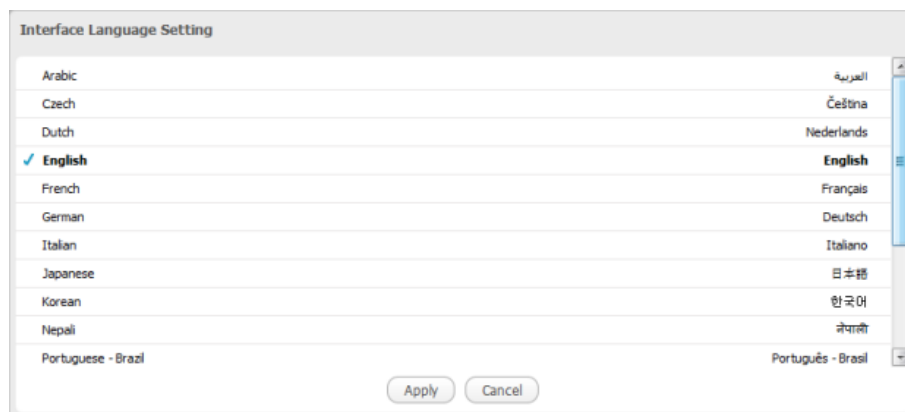 Interface Language Setting
Arabic العربية
Czech Čeština
Dutch Nederlands
English English
French Français
German Deutsch
Italian Italiano
Japanese 日本語
Korean 한국어
Nepali नेपाली
Portuguese - Brazil Português - Brasil
Apply Cancel